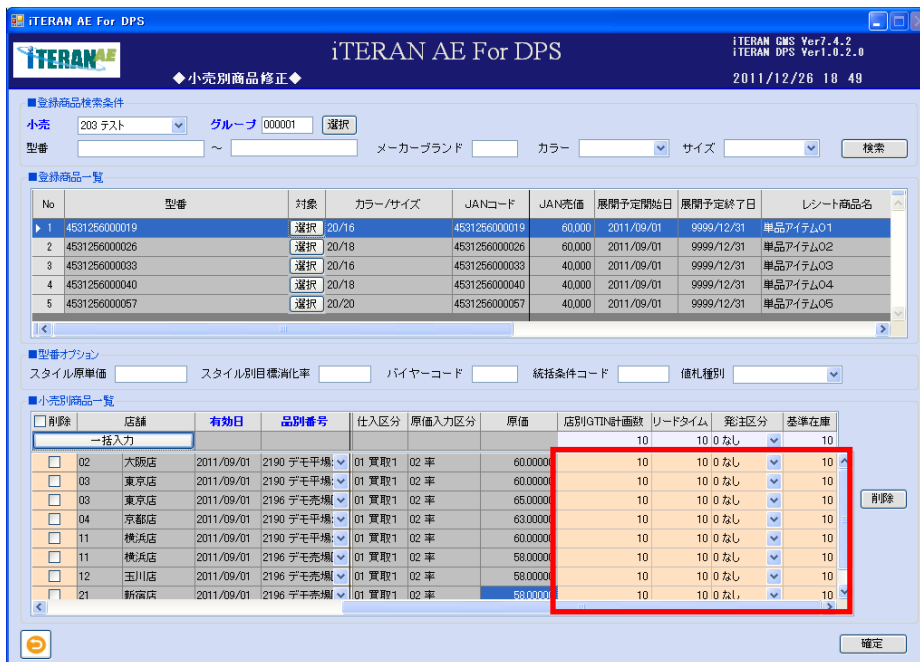 iTERAN AE For DPS
iTERAN AE
iTERAN AE For DPS
iTERAN GMS Ver7.4.2
iTERAN DPS Ver1.0.2.0
◆小売別商品修正◆
2011/12/26 18 49
■登録商品検索条件
小売 203 テスト グループ 000001 選択
型番 ～ メーカーブランド カラー サイズ 検索
■登録商品一覧
No 型番 対象 カラー/サイズ JANコード JAN売価 展開予定開始日 展開予定終了日 レシート商品名
1 4531256000019 選択 20/16 4531256000019 60,000 2011/09/01 9999/12/31 単品アイテム01
2 4531256000026 選択 20/18 4531256000026 60,000 2011/09/01 9999/12/31 単品アイテム02
3 4531256000033 選択 20/16 4531256000033 40,000 2011/09/01 9999/12/31 単品アイテム03
4 4531256000040 選択 20/18 4531256000040 40,000 2011/09/01 9999/12/31 単品アイテム04
5 4531256000057 選択 20/20 4531256000057 40,000 2011/09/01 9999/12/31 単品アイテム05
■型番オプション
スタイル原単価 スタイル別目標消化率 バイヤーコード 統括条件コード 値札種別
■小売別商品一覧
削除 店舗 有効日 品別番号 仕入区分 原価入力区分 原価 店別GTIN計画数 リードタイム 発注区分 基準在庫
一括入力 10 10 0 なし 10
02 大阪店 2011/09/01 2190 デモ平場: 01 買取1 02 率 60.0000 10 10 0 なし 10
03 東京店 2011/09/01 2190 デモ平場: 01 買取1 02 率 60.0000 10 10 0 なし 10
03 東京店 2011/09/01 2196 デモ売場 01 買取1 02 率 65.0000 10 10 0 なし 10
04 京都店 2011/09/01 2190 デモ平場: 01 買取1 02 率 63.0000 10 10 0 なし 10
11 横浜店 2011/09/01 2190 デモ平場: 01 買取1 02 率 60.0000 10 10 0 なし 10
11 横浜店 2011/09/01 2196 デモ売場 01 買取1 02 率 58.0000 10 10 0 なし 10
12 玉川店 2011/09/01 2196 デモ売場 01 買取1 02 率 58.0000 10 10 0 なし 10
21 新宿店 2011/09/01 2196 デモ売場 01 買取1 02 率 58.0000 10 10 0 なし 10
削除
確定